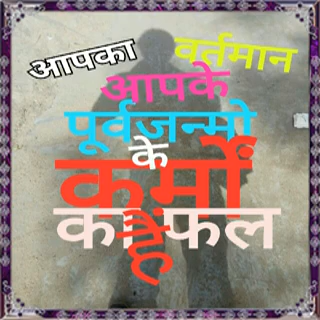 आपका वर्तमान
आपके
पूर्वजन्मो
के
कर्मों
का फल
हैं